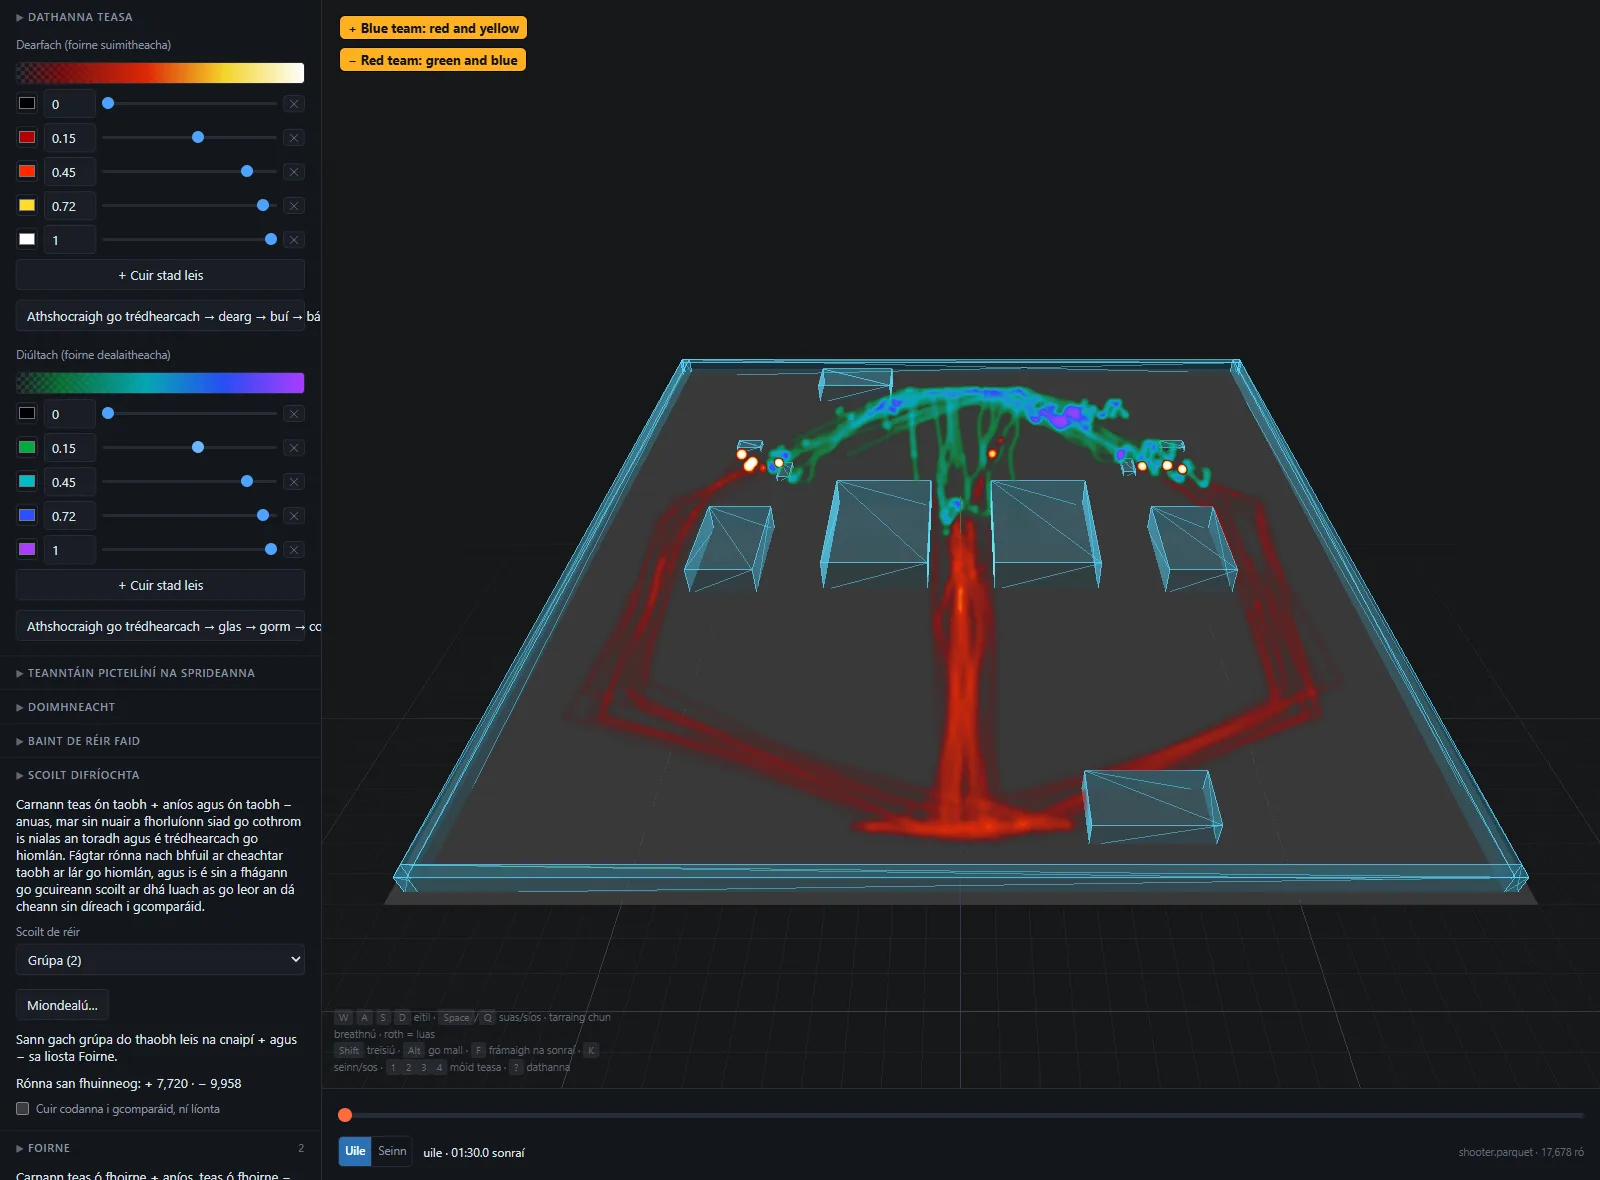 DATHANNA TEASA
Dearfach (foirne suimitheacha)
0
0.15
0.45
0.72
1
+ Cuir stad leis
Athshocraigh go trédhearcach → dearg → buí → bá
Diúltach (foirne dealaitheacha)
0
0.15
0.45
0.72
1
+ Cuir stad leis
Athshocraigh go trédhearcach → glas → gorm → co
TEANNTÁIN PICTEILÍNÍ NA SPRIDEANNA
DOIMHNEACHT
BAINT DE RÉIR FAID
SCOILT DIFRÍOCHTA
Carnann teas ón taobh + aníos agus ón taobh –
anuas, mar sin nuair a fhorluíonn siad go cothrom
is nialas an toradh agus é trédhearcach go
hiomlán. Fágtar rónna nach bhfuil ar cheachtar
taobh ar lár go hiomlán, agus is é sin a fhágann
go gcuireann scoilt ar dhá luach as go leor an dá
cheann sin díreach i gcomparáid.
Scoilt de réir
Grúpa (2)
Miondealú...
Sann gach grúpa do thaobh leis na cnaipí + agus
– sa liosta Foirne.
Rónna san fhuinneog: + 7,720 · – 9,958
Cuir codanna i gcomparáid, ní líonta
FOIRNE 2
Carnann teas ó fhoirne + aníos, teas ó fhoirne –
+ Blue team: red and yellow
– Red team: green and blue
W A S D eitil · Space / Q suas/síos · tarraing chun
breathnú · roth = luas
Shift treisiú · Alt go mall · F frámaigh na sonraí · K
seinn/sos · 1 2 3 4 móid teasa · ? dathanna
Uile Seinn uile · 01:30.0 sonraí
shooter.parquet · 17,678 ró